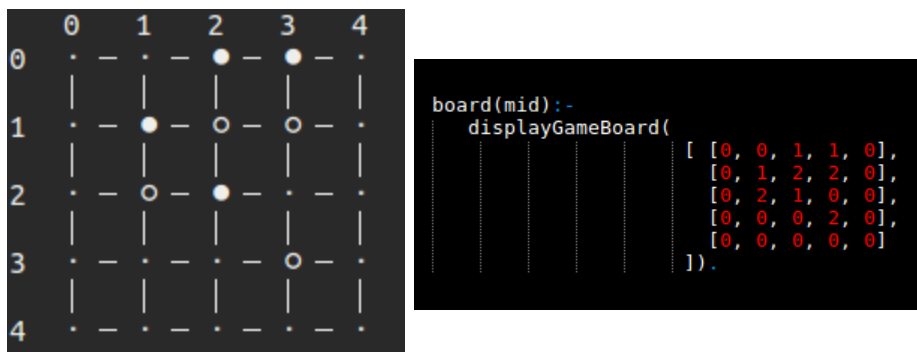 0 1 2 3 4
0 · — · — ● — ● — ·
| | | | |
1 · — ● — ○ — ○ — ·
| | | | |
2 · — ○ — ● — · — ·
| | | | |
3 · — · — · — ○ — ·
| | | | |
4 · — · — · — · — ·
board(mid):-
displayGameBoard(
[ [0, 0, 1, 1, 0],
[0, 1, 2, 2, 0],
[0, 2, 1, 0, 0],
[0, 0, 0, 2, 0],
[0, 0, 0, 0, 0]
]).